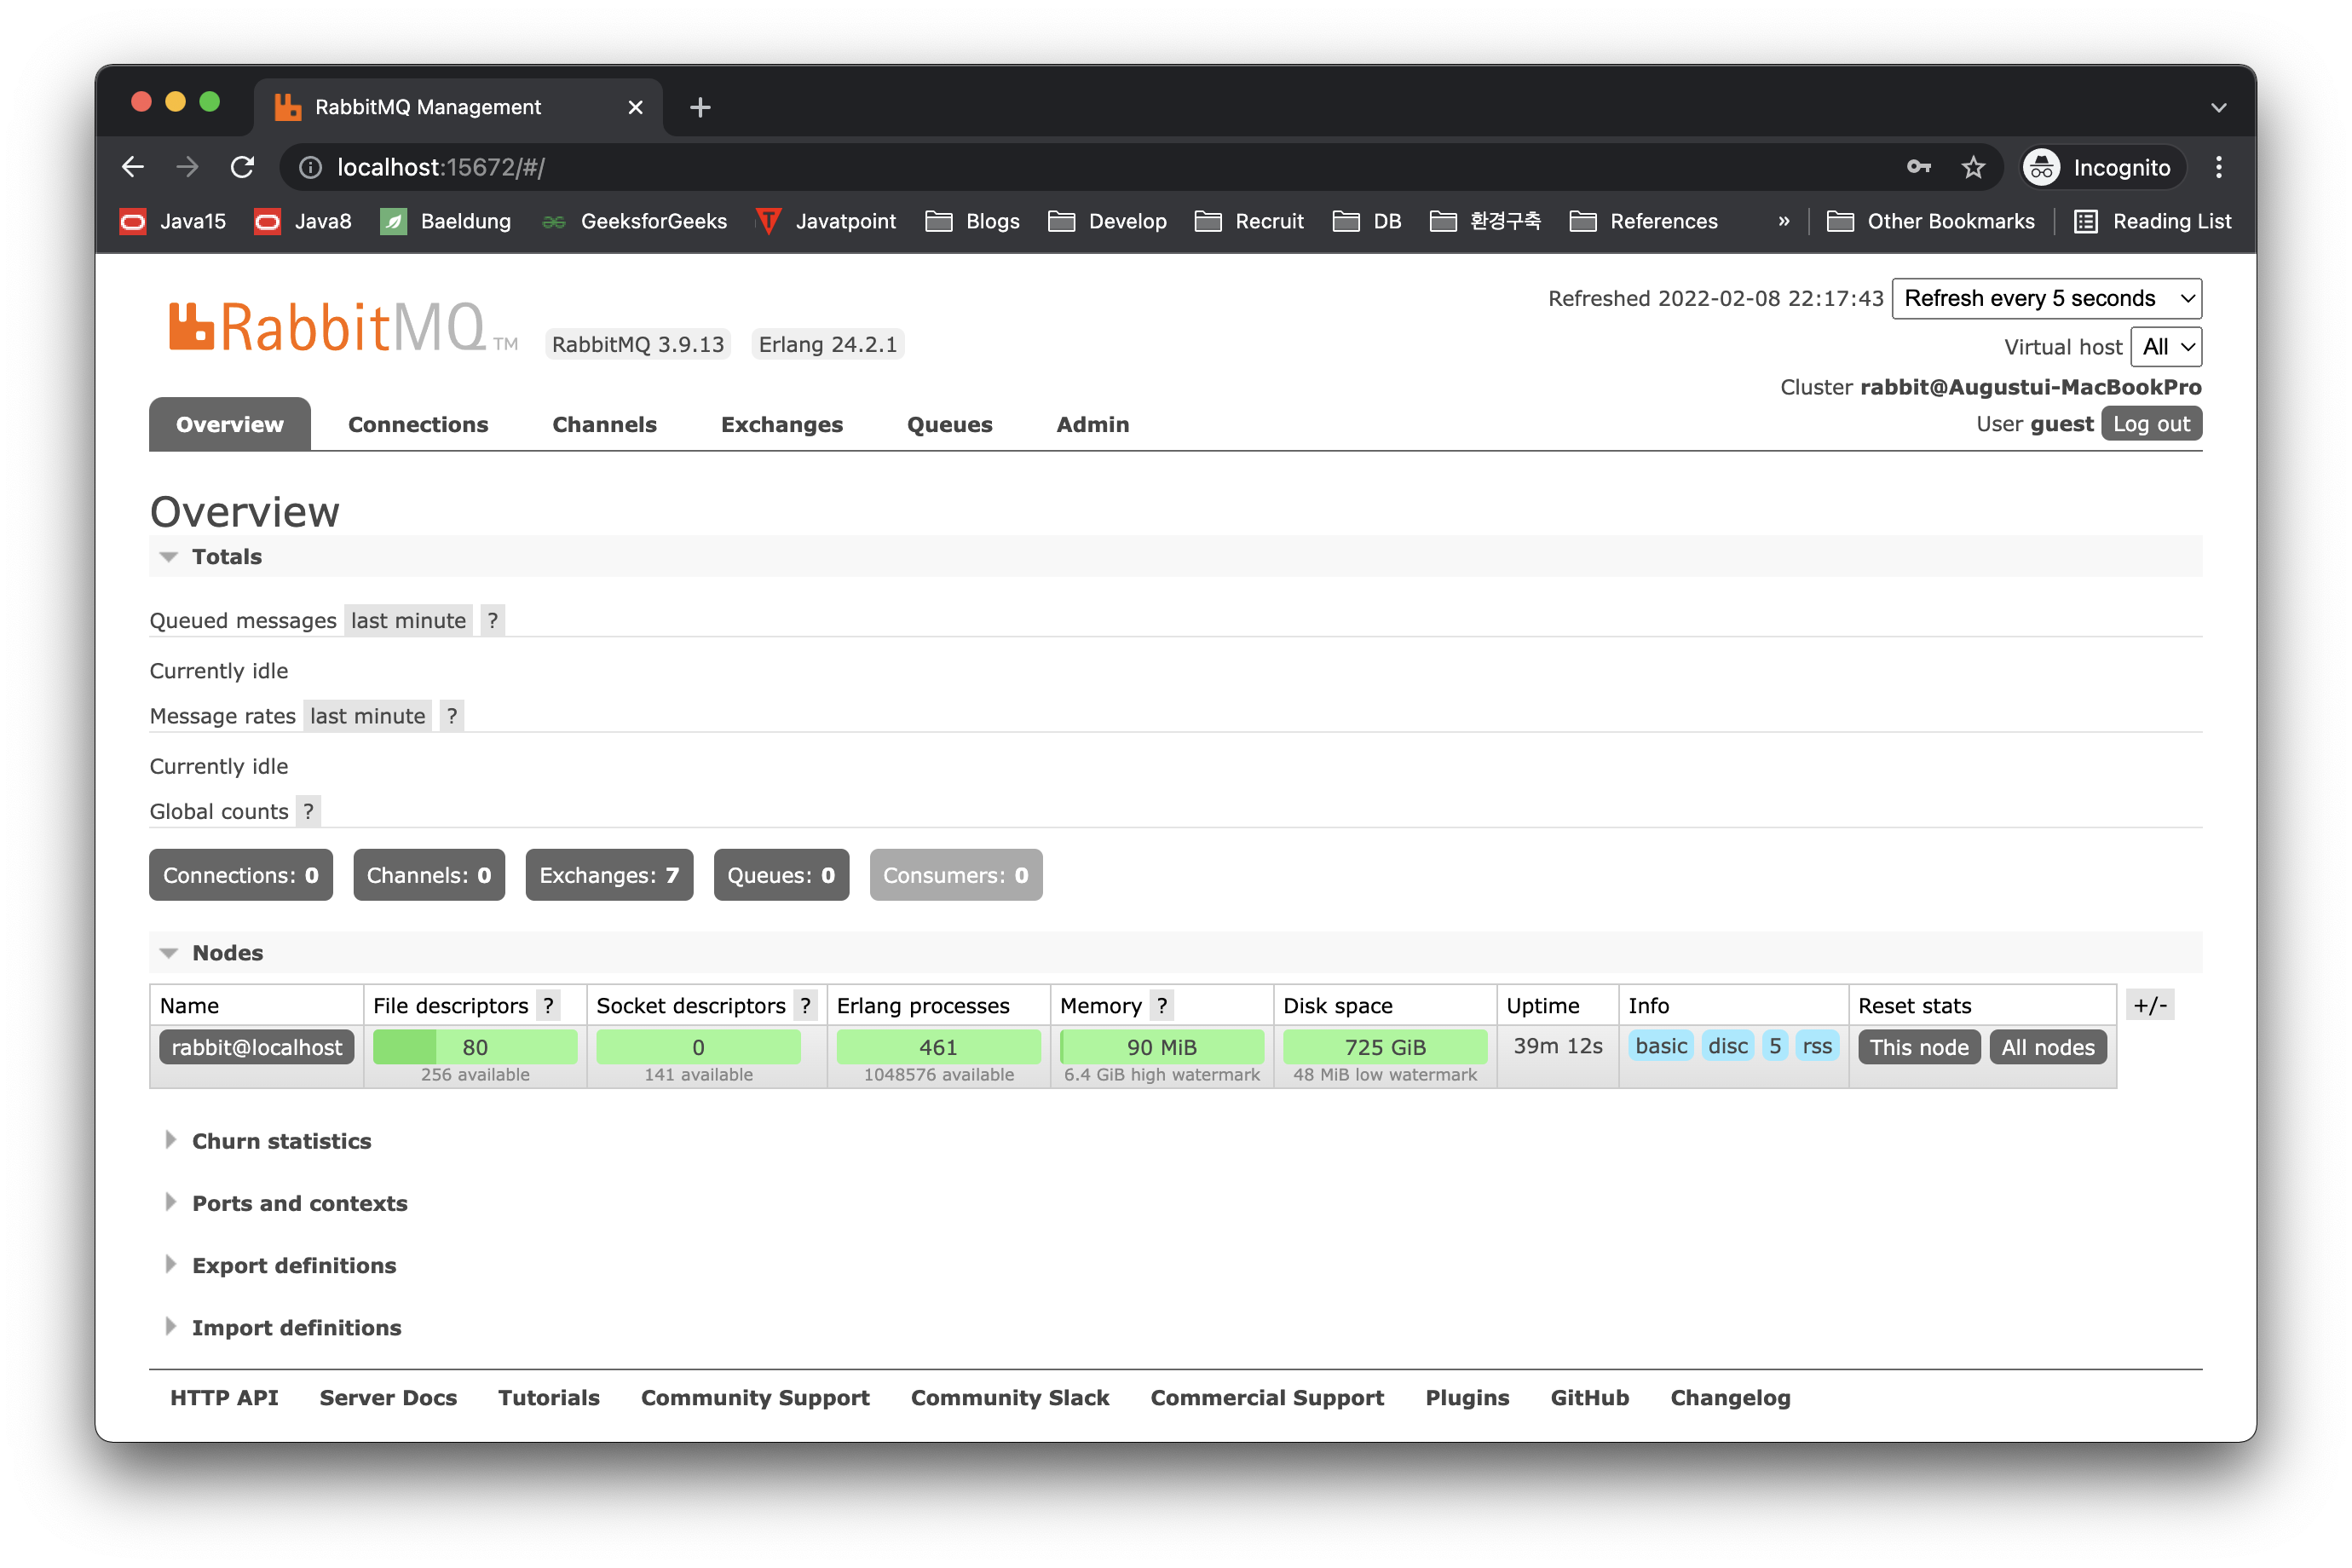 RabbitMQ Management
localhost:15672/#/
Incognito
Java15 Java8 Baeldung GeeksforGeeks Javatpoint Blogs Develop Recruit DB 환경구축 References » Other Bookmarks Reading List
Refreshed 2022-02-08 22:17:43 Refresh every 5 seconds
RabbitMQ TM RabbitMQ 3.9.13 Erlang 24.2.1
Virtual host All
Cluster rabbit@Augustui-MacBookPro
User guest Log out
Overview Connections Channels Exchanges Queues Admin
Overview
Totals
Queued messages last minute ?
Currently idle
Message rates last minute ?
Currently idle
Global counts ?
Connections: 0 Channels: 0 Exchanges: 7 Queues: 0 Consumers: 0
Nodes
Name File descriptors ? Socket descriptors ? Erlang processes Memory ? Disk space Uptime Info Reset stats +/-
rabbit@localhost 80 0 461 90 MiB 725 GiB 39m 12s basic disc 5 rss This node All nodes
256 available 141 available 1048576 available 6.4 GiB high watermark 48 MiB low watermark
Churn statistics
Ports and contexts
Export definitions
Import definitions
HTTP API Server Docs Tutorials Community Support Community Slack Commercial Support Plugins GitHub Changelog